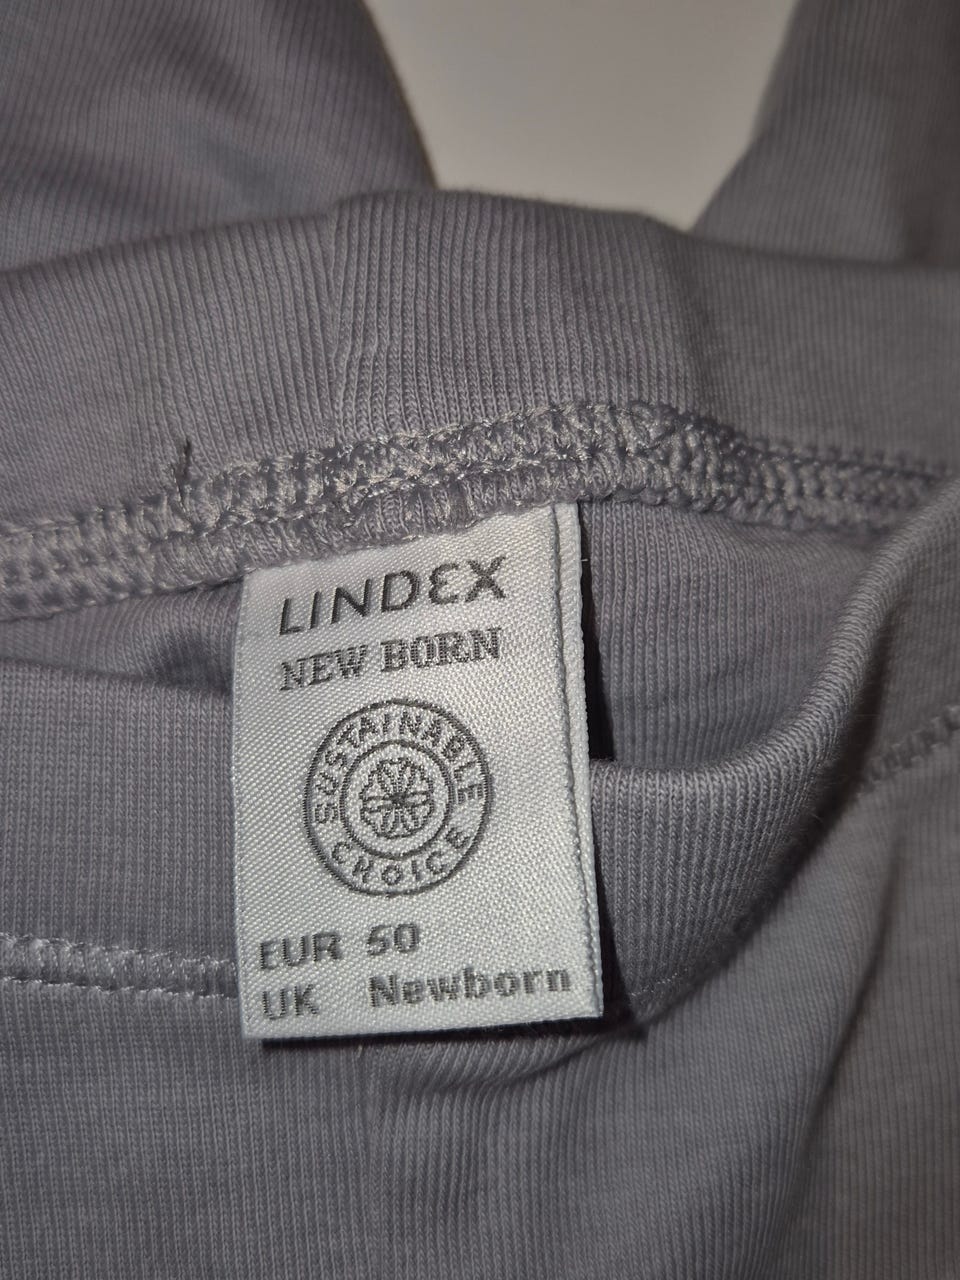 LINDEX
NEW BORN
SUSTAINABLE
CHOICE
EUR 50
UK Newborn